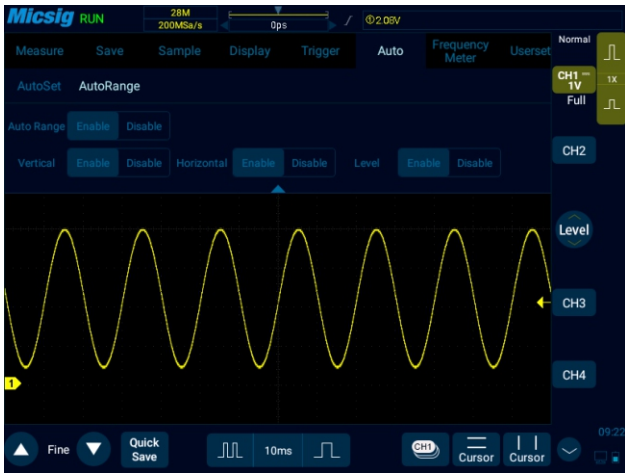 Micsig RUN 28M 200MSa/s 0ps ①2.08V
Measure Save Sample Display Trigger Auto Frequency Meter Userset
Normal
AutoSet AutoRange
CH1 1V 1X
Full
Auto Range Enable Disable
Vertical Enable Disable Horizontal Enable Disable Level Enable Disable
CH2
Level
CH3
1
CH4
09:22
Fine Quick Save 10ms CH1 Cursor Cursor